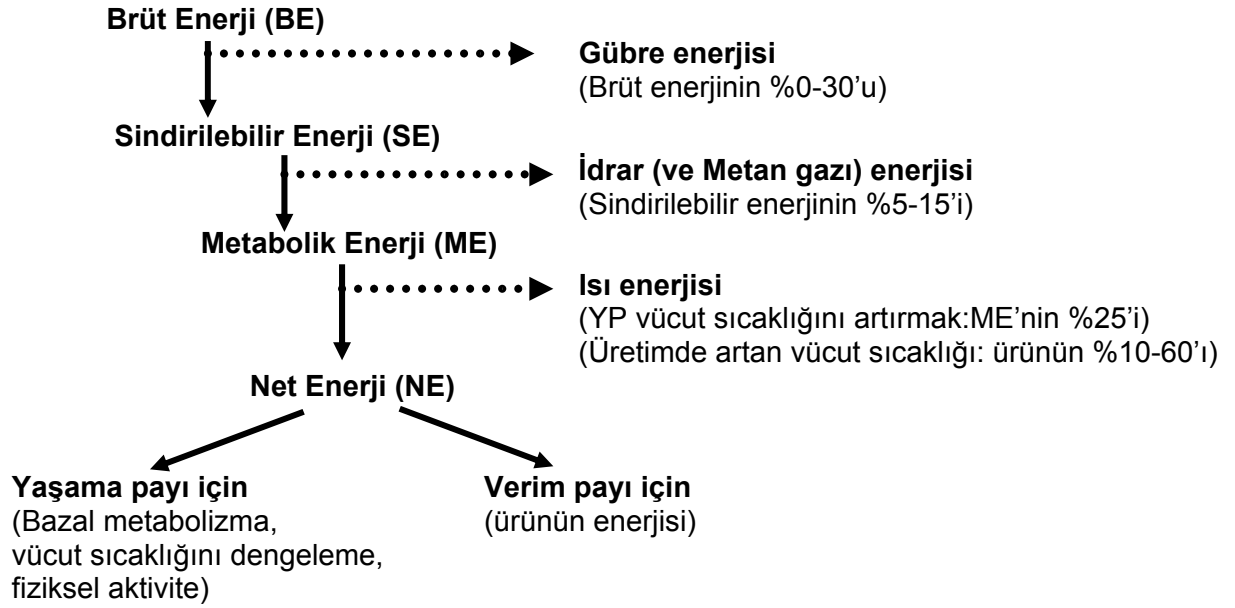 Brüt Enerji (BE)
Gübre enerjisi
(Brüt enerjinin %0-30’u)
Sindirilebilir Enerji (SE)
İdrar (ve Metan gazı) enerjisi
(Sindirilebilir enerjinin %5-15’i)
Metabolik Enerji (ME)
Isı enerjisi
(YP vücut sıcaklığını artırmak:ME’nin %25’i)
(Üretimde artan vücut sıcaklığı: ürünün %10-60’ı)
Net Enerji (NE)
Yaşama payı için
(Bazal metabolizma,
vücut sıcaklığını dengeleme,
fiziksel aktivite)
Verim payı için
(ürünün enerjisi)